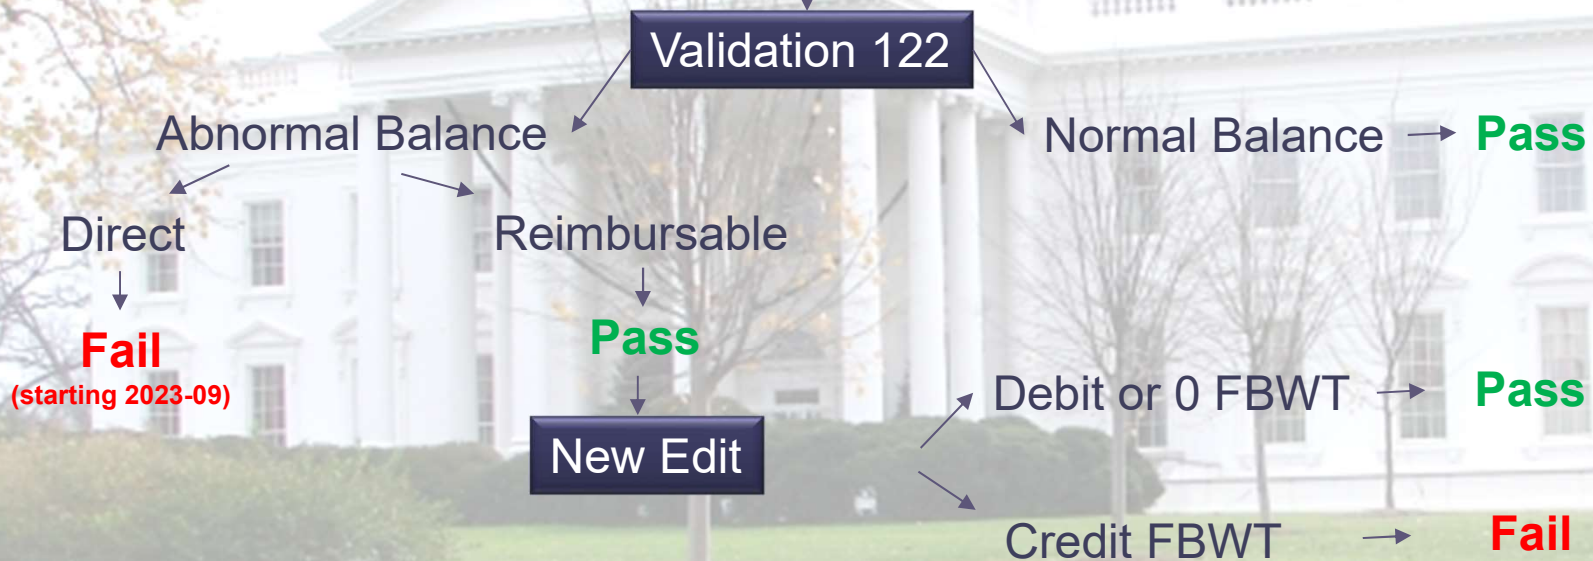 Validation 122
Abnormal Balance
Normal Balance
Pass
Direct
Reimbursable
Fail
(starting 2023-09)
Pass
New Edit
Debit or 0 FBWT
Pass
Credit FBWT
Fail